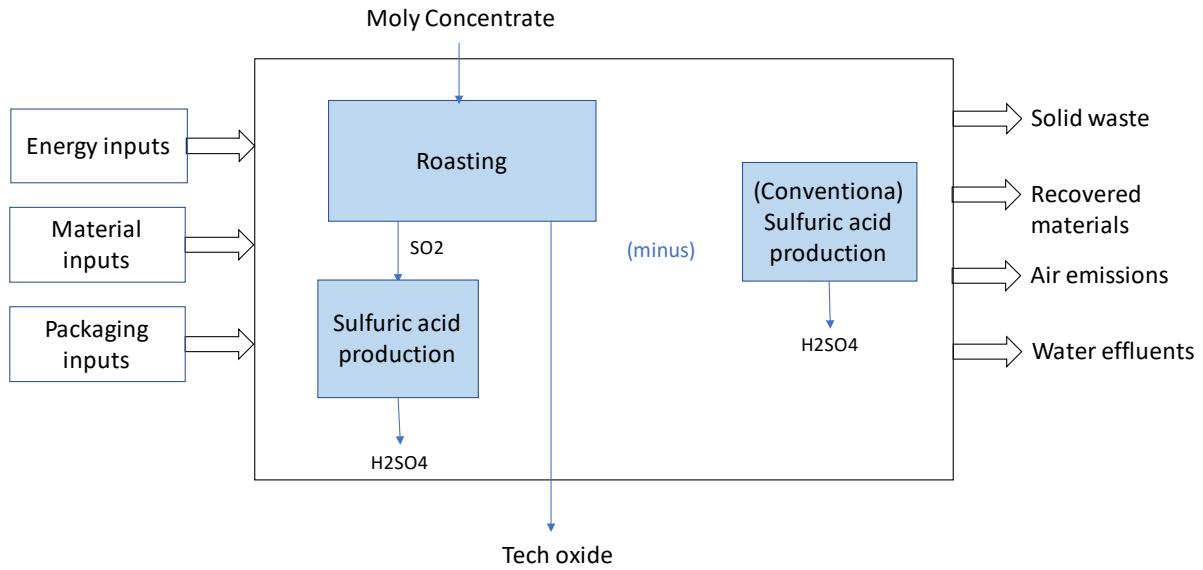 Moly Concentrate
Energy inputs
Material
inputs
Packaging
inputs
Roasting
SO2
Sulfuric acid
production
H2SO4
(minus)
(Conventiona)
Sulfuric acid
production
H2SO4
Solid waste
Recovered
materials
Air emissions
Water effluents
Tech oxide